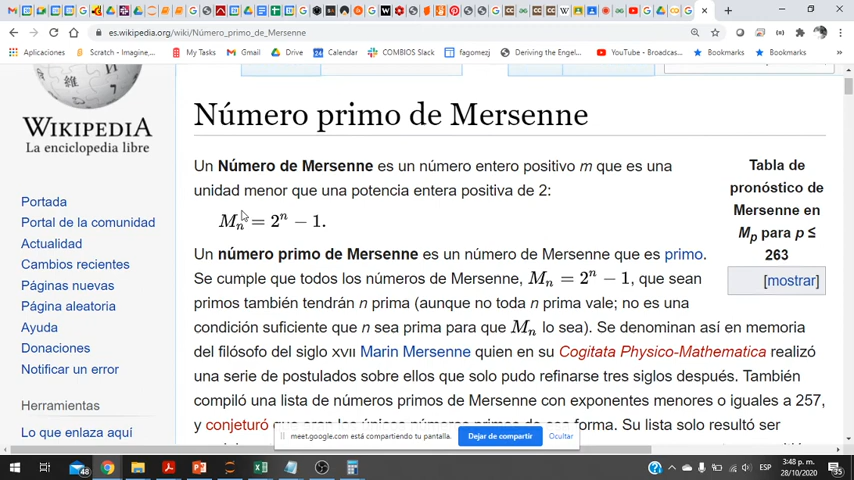 es.wikipedia.org/wiki/Número_primo_de_Mersenne
Aplicaciones
Scratch - Imagine,...
My Tasks
Gmail
Drive
Calendar
COMBIOS Slack
fagomezj
Deriving the Engel...
YouTube - Broadcas...
Bookmarks
Bookmarks
WIKIPEDIA
La enciclopedia libre
Portada
Portal de la comunidad
Actualidad
Cambios recientes
Páginas nuevas
Página aleatoria
Ayuda
Donaciones
Notificar un error
Herramientas
Lo que enlaza aquí
Número primo de Mersenne
Un Número de Mersenne es un número entero positivo m que es una
unidad menor que una potencia entera positiva de 2:
Mₙ = 2ⁿ − 1.
Un número primo de Mersenne es un número de Mersenne que es primo.
Se cumple que todos los números de Mersenne, Mₙ = 2ⁿ − 1, que sean
primos también tendrán n prima (aunque no toda n prima vale; no es una
condición suficiente que n sea prima para que Mₙ lo sea). Se denominan así en memoria
del filósofo del siglo XVII Marin Mersenne quien en su Cogitata Physico-Mathematica realizó
una serie de postulados sobre ellos que solo pudo refinarse tres siglos después. También
compiló una lista de números primos de Mersenne con exponentes menores o iguales a 257,
y conjeturó
forma. Su lista solo resultó ser
Tabla de
pronóstico de
Mersenne en
Mₚ para p ≤
263
[mostrar]
meet.google.com está compartiendo tu pantalla.
Dejar de compartir
Ocultar
48
ESP
3:48 p. m.
28/10/2020
35